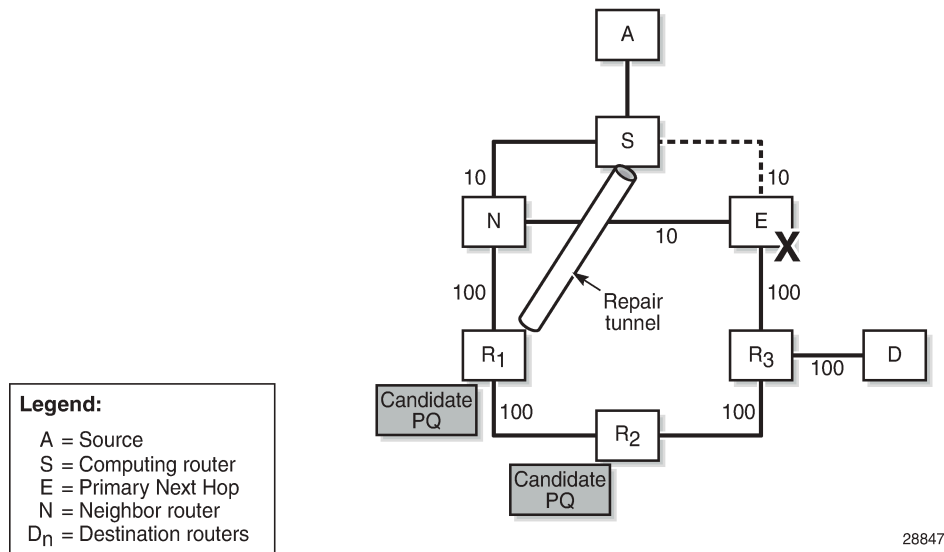 A
S
10
10
N
E
X
10
100
100
Repair
tunnel
R1
R3
D
100
Candidate
PQ
100
100
R2
Candidate
PQ
Legend:
A = Source
S = Computing router
E = Primary Next Hop
N = Neighbor router
Dn = Destination routers
28847